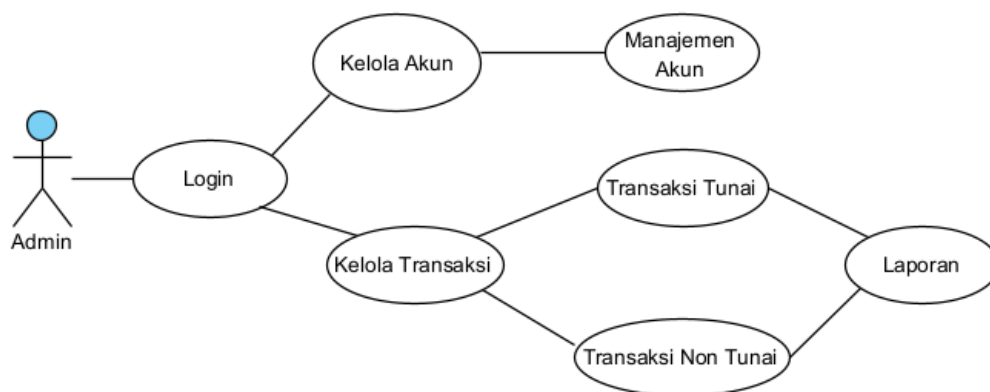 Kelola Akun
Manajemen
Akun
Login
Admin
Transaksi Tunai
Kelola Transaksi
Laporan
Transaksi Non Tunai